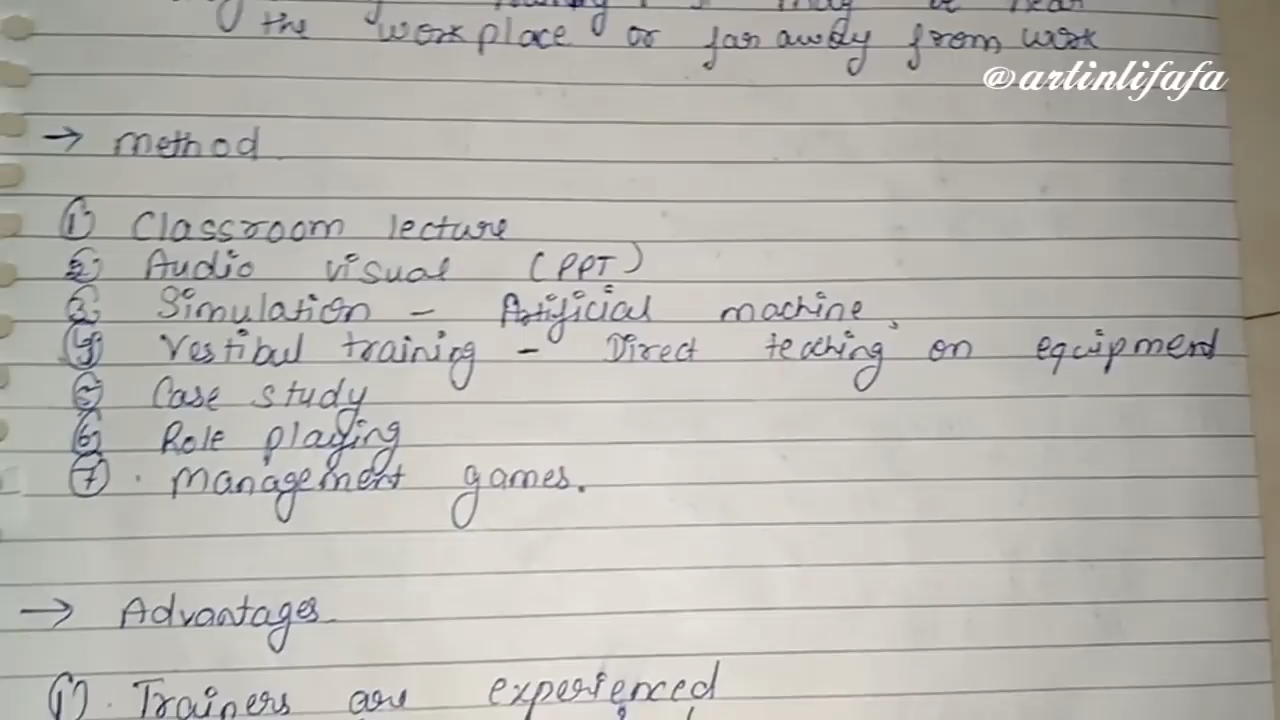 the workplace or far away from work
@artinlifafa
→ Method
① Classroom lecture
② Audio visual (PPT)
③ Simulation - Artificial machine
④ Vestibul training - Direct teaching on equipment
⑤ Case study
⑥ Role playing
⑦ . Management games.
→ Advantages
① . Trainers are experienced